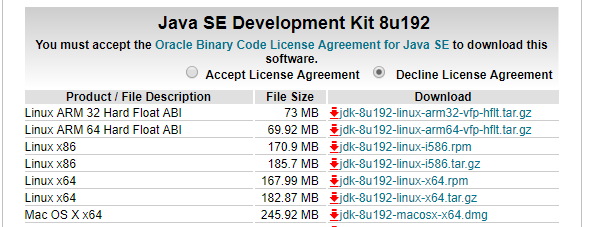 Java SE Development Kit 8u192
You must accept the Oracle Binary Code License Agreement for Java SE to download this
software.
Accept License Agreement Decline License Agreement
Product / File Description File Size Download
Linux ARM 32 Hard Float ABI 73 MB jdk-8u192-linux-arm32-vfp-hflt.tar.gz
Linux ARM 64 Hard Float ABI 69.92 MB jdk-8u192-linux-arm64-vfp-hflt.tar.gz
Linux x86 170.9 MB jdk-8u192-linux-i586.rpm
Linux x86 185.7 MB jdk-8u192-linux-i586.tar.gz
Linux x64 167.99 MB jdk-8u192-linux-x64.rpm
Linux x64 182.87 MB jdk-8u192-linux-x64.tar.gz
Mac OS X x64 245.92 MB jdk-8u192-macosx-x64.dmg